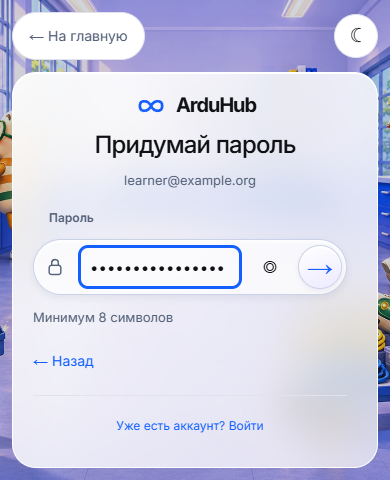 ← На главную
ArduHub
Придумай пароль
learner@example.org
Пароль
••••••••••••••••
Минимум 8 символов
← Назад
Уже есть аккаунт? Войти